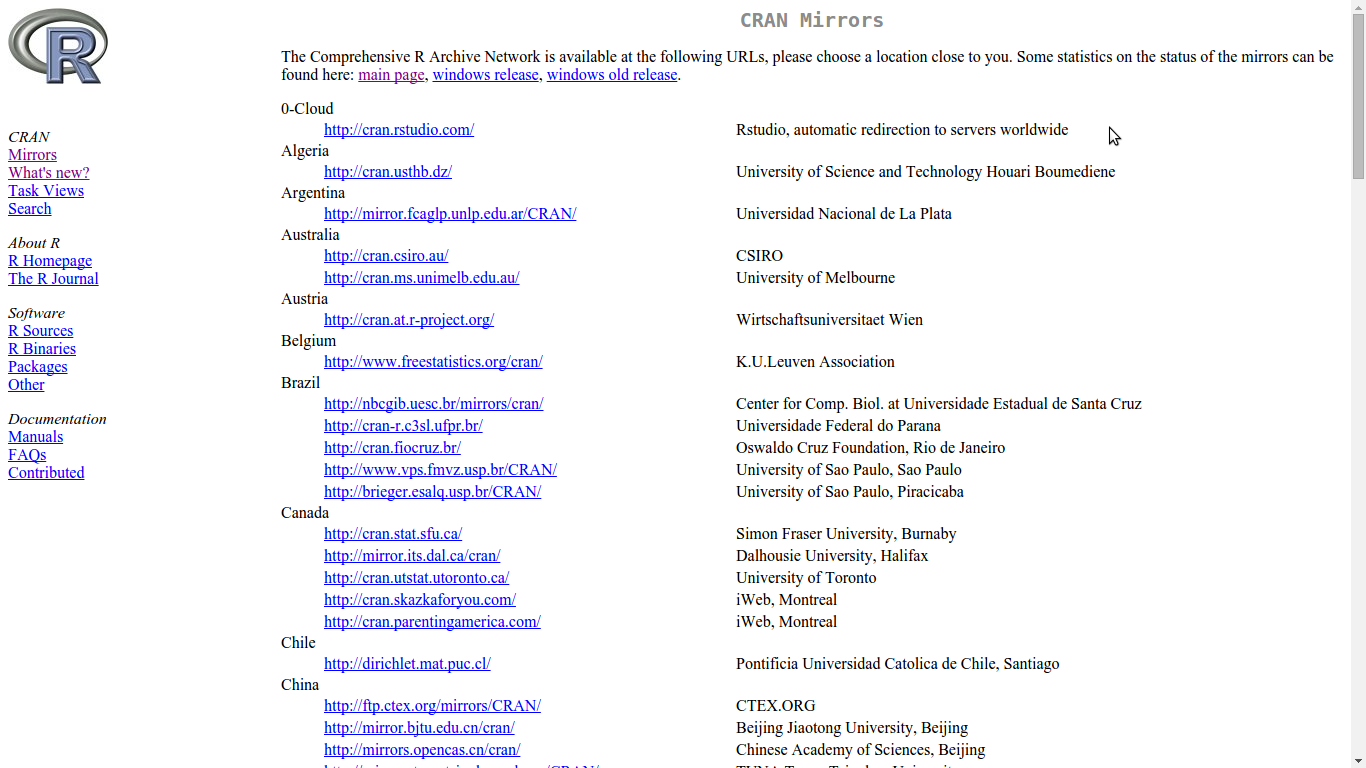 R
CRAN
Mirrors
What's new?
Task Views
Search
About R
R Homepage
The R Journal
Software
R Sources
R Binaries
Packages
Other
Documentation
Manuals
FAQs
Contributed
CRAN Mirrors
The Comprehensive R Archive Network is available at the following URLs, please choose a location close to you. Some statistics on the status of the mirrors can be
found here: main page, windows release, windows old release.
0-Cloud
http://cran.rstudio.com/ Rstudio, automatic redirection to servers worldwide
Algeria
http://cran.usthb.dz/ University of Science and Technology Houari Boumediene
Argentina
http://mirror.fcaglp.unlp.edu.ar/CRAN/ Universidad Nacional de La Plata
Australia
http://cran.csiro.au/ CSIRO
http://cran.ms.unimelb.edu.au/ University of Melbourne
Austria
http://cran.at.r-project.org/ Wirtschaftsuniversitaet Wien
Belgium
http://www.freestatistics.org/cran/ K.U.Leuven Association
Brazil
http://nbcgib.uesc.br/mirrors/cran/ Center for Comp. Biol. at Universidade Estadual de Santa Cruz
http://cran-r.c3sl.ufpr.br/ Universidade Federal do Parana
http://cran.fiocruz.br/ Oswaldo Cruz Foundation, Rio de Janeiro
http://www.vps.fmvz.usp.br/CRAN/ University of Sao Paulo, Sao Paulo
http://brieger.esalq.usp.br/CRAN/ University of Sao Paulo, Piracicaba
Canada
http://cran.stat.sfu.ca/ Simon Fraser University, Burnaby
http://mirror.its.dal.ca/cran/ Dalhousie University, Halifax
http://cran.utstat.utoronto.ca/ University of Toronto
http://cran.skazkaforyou.com/ iWeb, Montreal
http://cran.parentingamerica.com/ iWeb, Montreal
Chile
http://dirichlet.mat.puc.cl/ Pontificia Universidad Catolica de Chile, Santiago
China
http://ftp.ctex.org/mirrors/CRAN/ CTEX.ORG
http://mirror.bjtu.edu.cn/cran/ Beijing Jiaotong University, Beijing
http://mirrors.opencas.cn/cran/ Chinese Academy of Sciences, Beijing